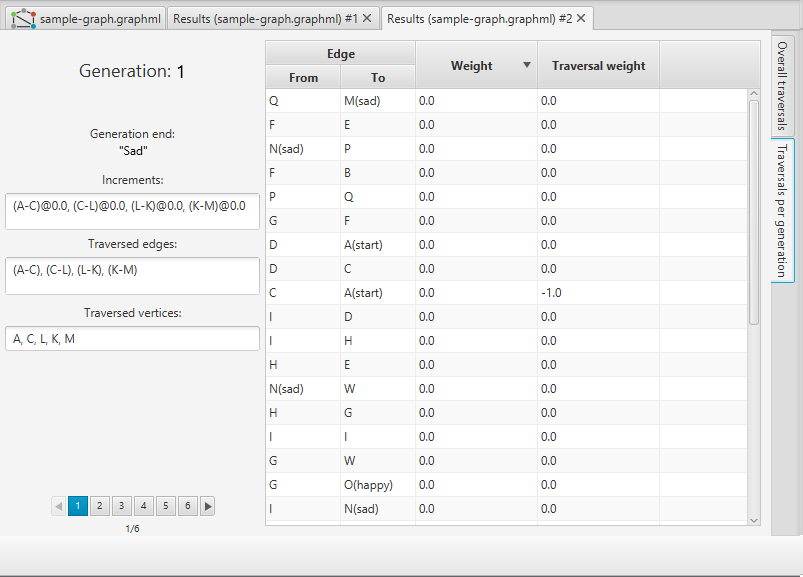 sample-graph.graphml Results (sample-graph.graphml) #1 Results (sample-graph.graphml) #2
Generation: 1
Generation end:
"Sad"
Increments:
(A-C)@0.0, (C-L)@0.0, (L-K)@0.0, (K-M)@0.0
Traversed edges:
(A-C), (C-L), (L-K), (K-M)
Traversed vertices:
A, C, L, K, M
1 2 3 4 5 6
1/6
Edge Weight Traversal weight
From To
Q M(sad) 0.0 0.0
F E 0.0 0.0
N(sad) P 0.0 0.0
F B 0.0 0.0
P Q 0.0 0.0
G F 0.0 0.0
D A(start) 0.0 0.0
D C 0.0 0.0
C A(start) 0.0 -1.0
I D 0.0 0.0
I H 0.0 0.0
H E 0.0 0.0
N(sad) W 0.0 0.0
H G 0.0 0.0
I I 0.0 0.0
G W 0.0 0.0
G O(happy) 0.0 0.0
I N(sad) 0.0 0.0
Overall traversals
Traversals per generation